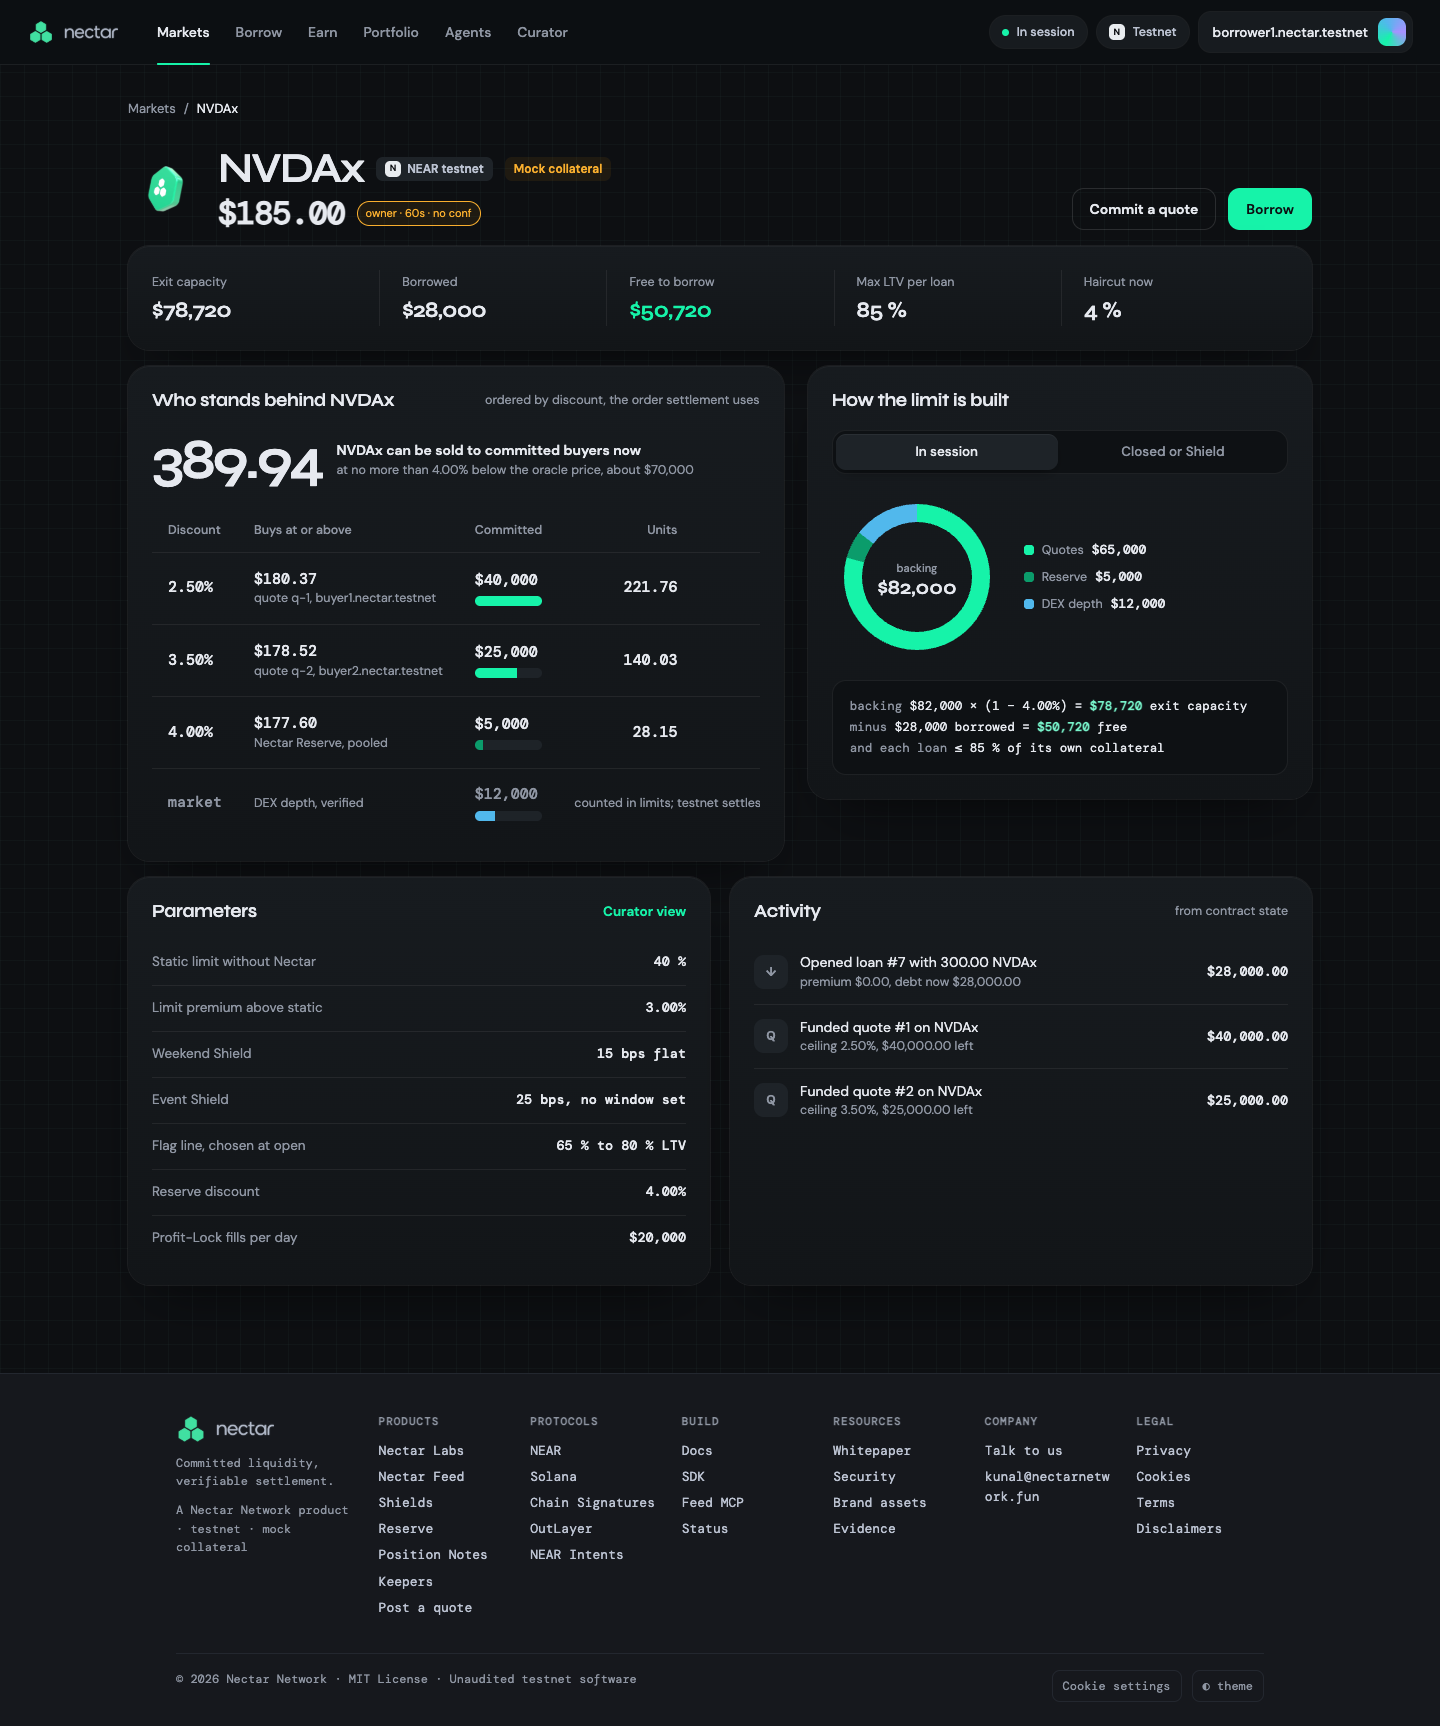 nectar
Markets Borrow Earn Portfolio Agents Curator
In session
N Testnet
borrower1.nectar.testnet
Markets / NVDAx
NVDAx N NEAR testnet Mock collateral
$185.00 owner · 60s · no conf
Commit a quote Borrow
Exit capacity Borrowed Free to borrow Max LTV per loan Haircut now
$78,720 $28,000 $50,720 85 % 4 %
Who stands behind NVDAx ordered by discount, the order settlement uses
389.94 NVDAx can be sold to committed buyers now
at no more than 4.00% below the oracle price, about $70,000
Discount Buys at or above Committed Units
2.50% $180.37 $40,000 221.76
quote q-1, buyer1.nectar.testnet
3.50% $178.52 $25,000 140.03
quote q-2, buyer2.nectar.testnet
4.00% $177.60 $5,000 28.15
Nectar Reserve, pooled
market DEX depth, verified $12,000 counted in limits; testnet settles
How the limit is built
In session Closed or Shield
backing
$82,000
Quotes $65,000
Reserve $5,000
DEX depth $12,000
backing $82,000 × (1 − 4.00%) = $78,720 exit capacity
minus $28,000 borrowed = $50,720 free
and each loan ≤ 85 % of its own collateral
Parameters Curator view
Static limit without Nectar 40 %
Limit premium above static 3.00%
Weekend Shield 15 bps flat
Event Shield 25 bps, no window set
Flag line, chosen at open 65 % to 80 % LTV
Reserve discount 4.00%
Profit-Lock fills per day $20,000
Activity from contract state
Opened loan #7 with 300.00 NVDAx $28,000.00
premium $0.00, debt now $28,000.00
Q Funded quote #1 on NVDAx $40,000.00
ceiling 2.50%, $40,000.00 left
Q Funded quote #2 on NVDAx $25,000.00
ceiling 3.50%, $25,000.00 left
nectar
Committed liquidity,
verifiable settlement.
A Nectar Network product
· testnet · mock
collateral
PRODUCTS
Nectar Labs
Nectar Feed
Shields
Reserve
Position Notes
Keepers
Post a quote
PROTOCOLS
NEAR
Solana
Chain Signatures
OutLayer
NEAR Intents
BUILD
Docs
SDK
Feed MCP
Status
RESOURCES
Whitepaper
Security
Brand assets
Evidence
COMPANY
Talk to us
kunal@nectarnetw
ork.fun
LEGAL
Privacy
Cookies
Terms
Disclaimers
© 2026 Nectar Network · MIT License · Unaudited testnet software
Cookie settings ◐ theme